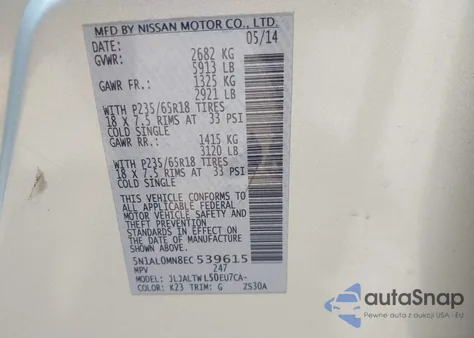 MFD BY NISSAN MOTOR CO., LTD.
DATE: 05/14
GVWR: 2682 KG
5913 LB
GAWR FR: 1325 KG
2921 LB
WITH P235/65R18 TIRES
18 X 7.5 RIMS AT 33 PSI
COLD SINGLE
GAWR RR: 1415 KG
3120 LB
WITH P235/65R18 TIRES
18 X 7.5 RIMS AT 33 PSI
COLD SINGLE
THIS VEHICLE CONFORMS TO
ALL APPLICABLE FEDERAL
MOTOR VEHICLE SAFETY AND
THEFT PREVENTION
STANDARDS IN EFFECT ON
THE DATE OF MANUFACTURE
SHOWN ABOVE.
5N1AL0MN8EC 539615
MPV 247
MODEL: JLJALTWL50EU7CA-
COLOR: K23 TRIM: G ZS30A
autoSnap
Pewne auta z aukcji w USA i EU